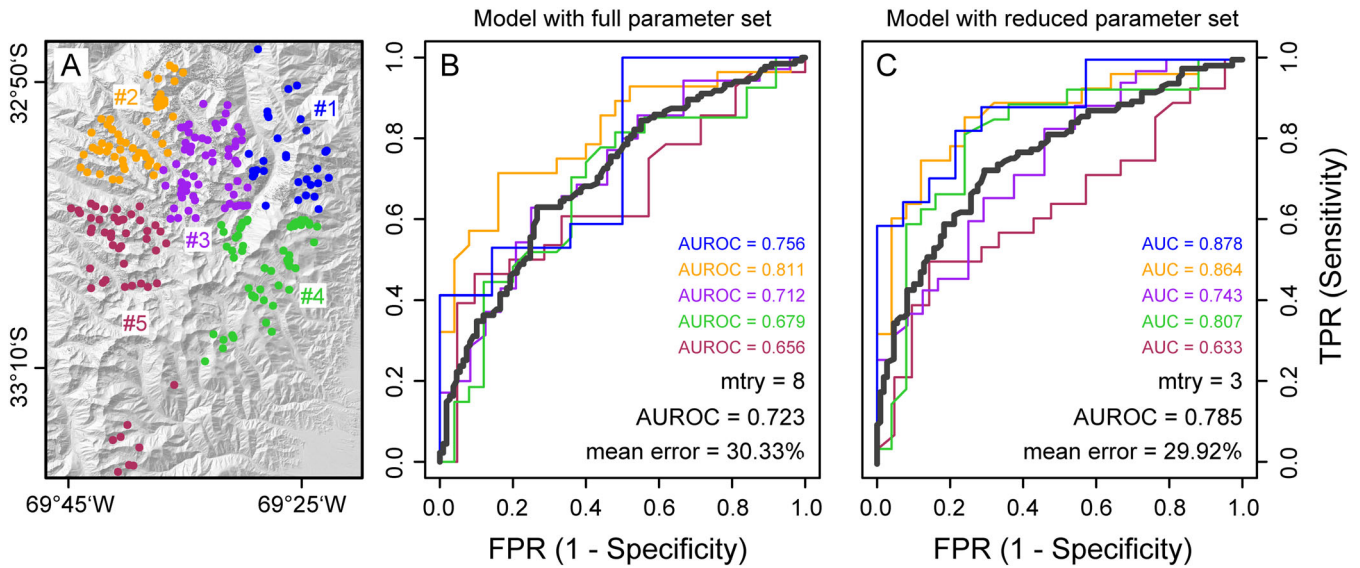 Model with full parameter set
Model with reduced parameter set
A
#1
#2
#3
#4
#5
32°50'S
33°10'S
69°45'W
69°25'W
B
1.0
0.8
0.6
0.4
0.2
0.0
AUROC = 0.756
AUROC = 0.811
AUROC = 0.712
AUROC = 0.679
AUROC = 0.656
mtry = 8
AUROC = 0.723
mean error = 30.33%
0.0 0.2 0.4 0.6 0.8 1.0
FPR (1 - Specificity)
C
AUC = 0.878
AUC = 0.864
AUC = 0.743
AUC = 0.807
AUC = 0.633
mtry = 3
AUROC = 0.785
mean error = 29.92%
0.0 0.2 0.4 0.6 0.8 1.0
FPR (1 - Specificity)
1.0
0.8
0.6
0.4
0.2
0.0
TPR (Sensitivity)